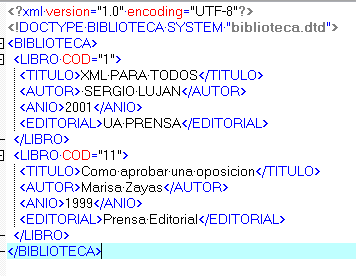 <?xml version="1.0" encoding="UTF-8"?>
<!DOCTYPE BIBLIOTECA SYSTEM "biblioteca.dtd">
<BIBLIOTECA>
<LIBRO COD="1">
<TITULO>XML PARA TODOS</TITULO>
<AUTOR> SERGIO LUJAN</AUTOR>
<ANIO>2001</ANIO>
<EDITORIAL>UA PRENSA</EDITORIAL>
</LIBRO>
<LIBRO COD="11">
<TITULO>Como aprobar una oposicion</TITULO>
<AUTOR>Marisa Zayas</AUTOR>
<ANIO>1999</ANIO>
<EDITORIAL>Prensa Editorial</EDITORIAL>
</LIBRO>
</BIBLIOTECA>